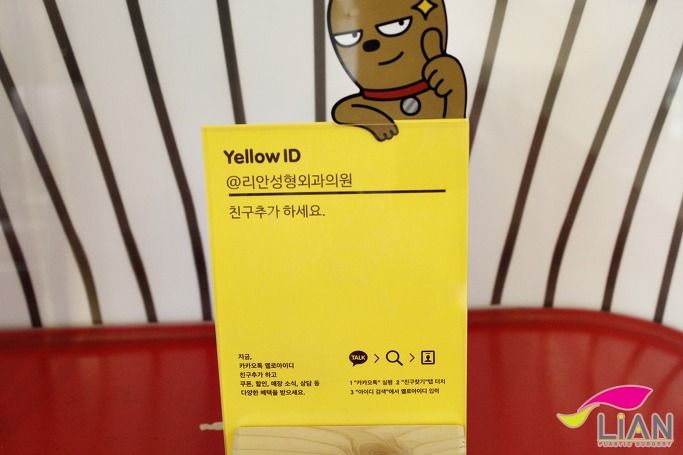 Yellow ID
@리안성형외과의원
친구추가 하세요.
지금,
카카오톡 옐로아이디
친구추가 하고
쿠폰, 할인, 매장 소식, 상담 등
다양한 혜택을 받으세요.
TALK > >
1 "카카오톡" 실행 2 "친구찾기"탭 터치
3 "아이디 검색"에서 옐로아이디 입력
LiAN
PLASTIC SURGERY